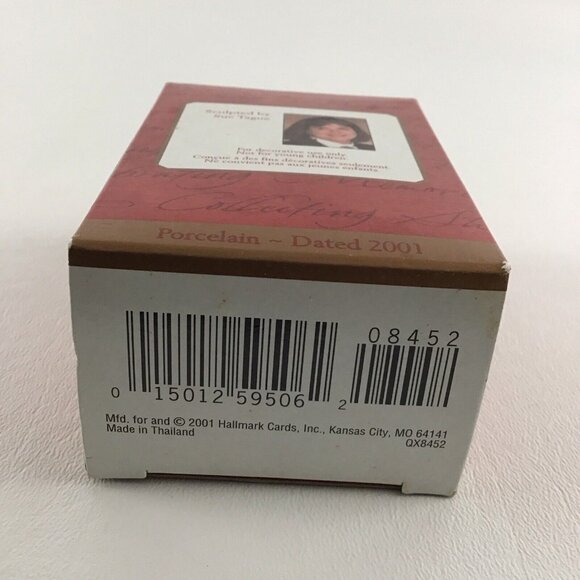 Sculpted by
Sue Tague
For decorative use only.
Not for young children.
Conçue à des fins décoratives seulement.
Ne convient pas aux jeunes enfants.
Collecting
Porcelain ~ Dated 2001
08452
0 15012 59506 2
Mfd. for and © 2001 Hallmark Cards, Inc., Kansas City, MO 64141
Made in Thailand
QX8452